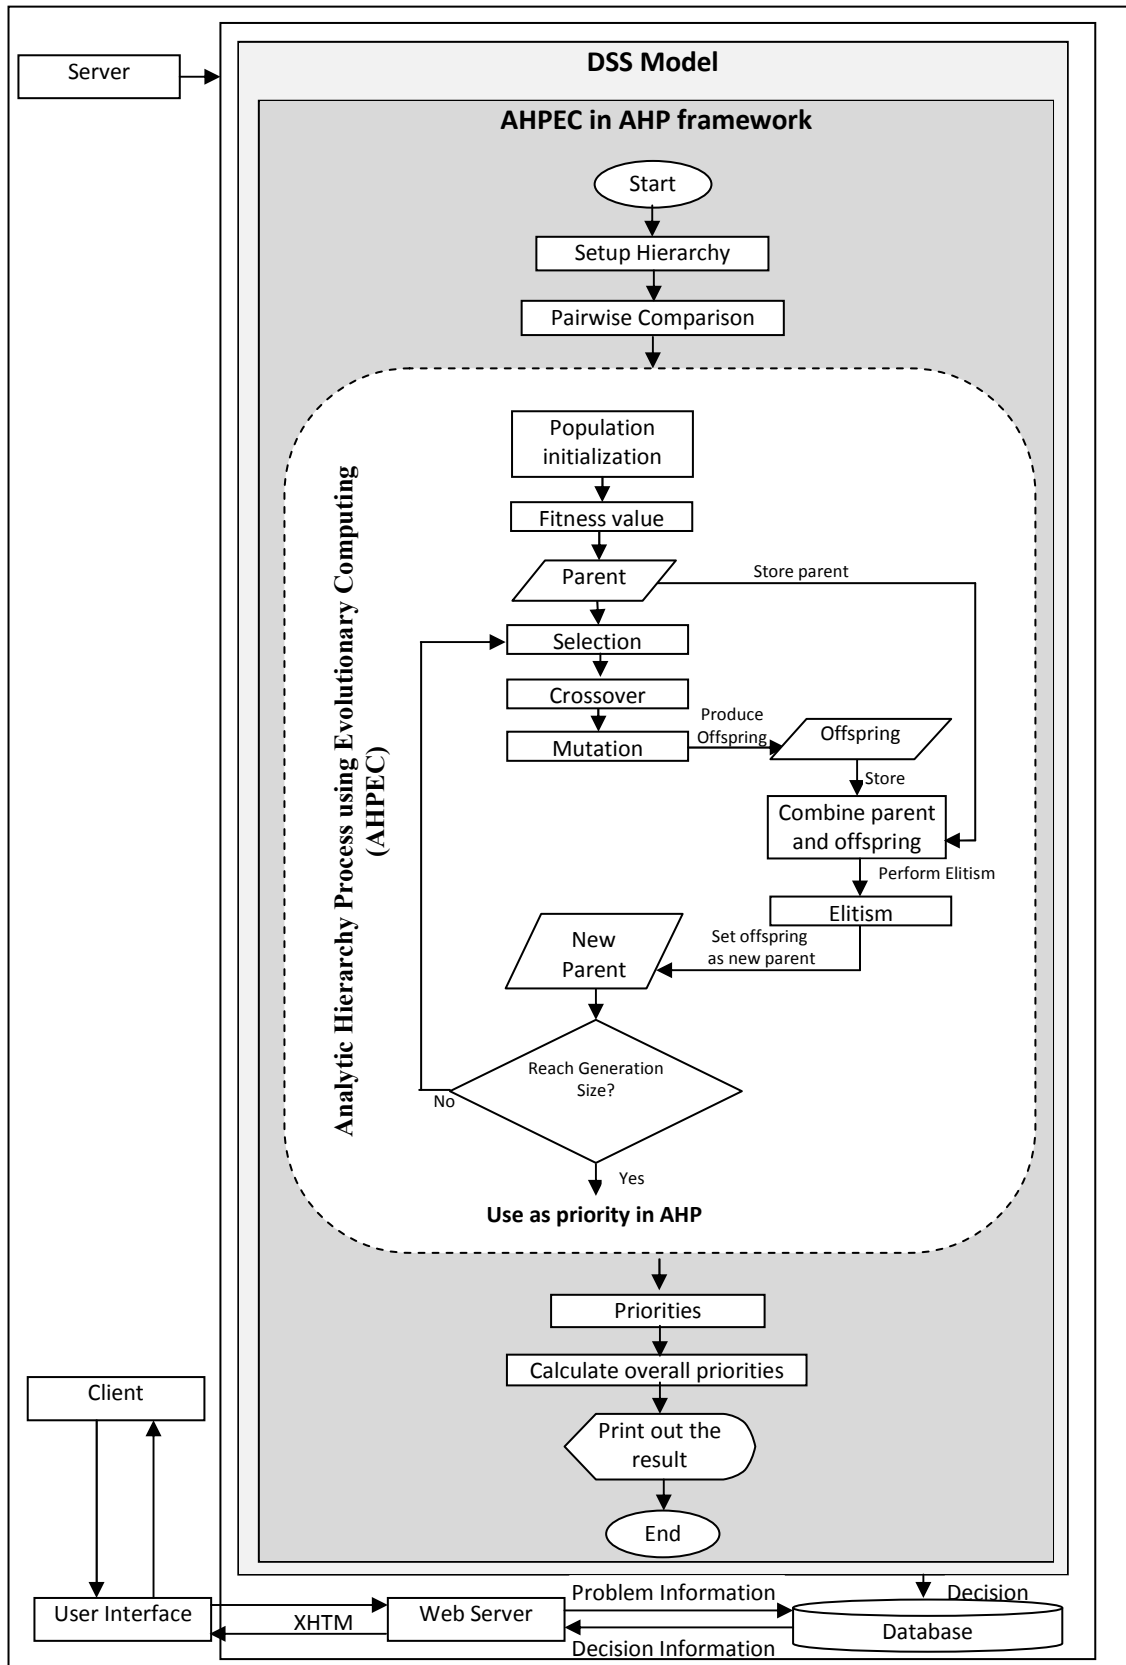 Server
DSS Model
AHPEC in AHP framework
Start
Setup Hierarchy
Pairwise Comparison
Analytic Hierarchy Process using Evolutionary Computing
(AHPEC)
Population
initialization
Fitness value
Parent
Store parent
Selection
Crossover
Mutation
Produce
Offspring
Offspring
Store
Combine parent
and offspring
Perform Elitism
Elitism
Set offspring
as new parent
New
Parent
Reach Generation
Size?
No
Yes
Use as priority in AHP
Priorities
Calculate overall priorities
Print out the
result
End
Client
User Interface
XHTM
Web Server
Problem Information
Decision Information
Decision
Database